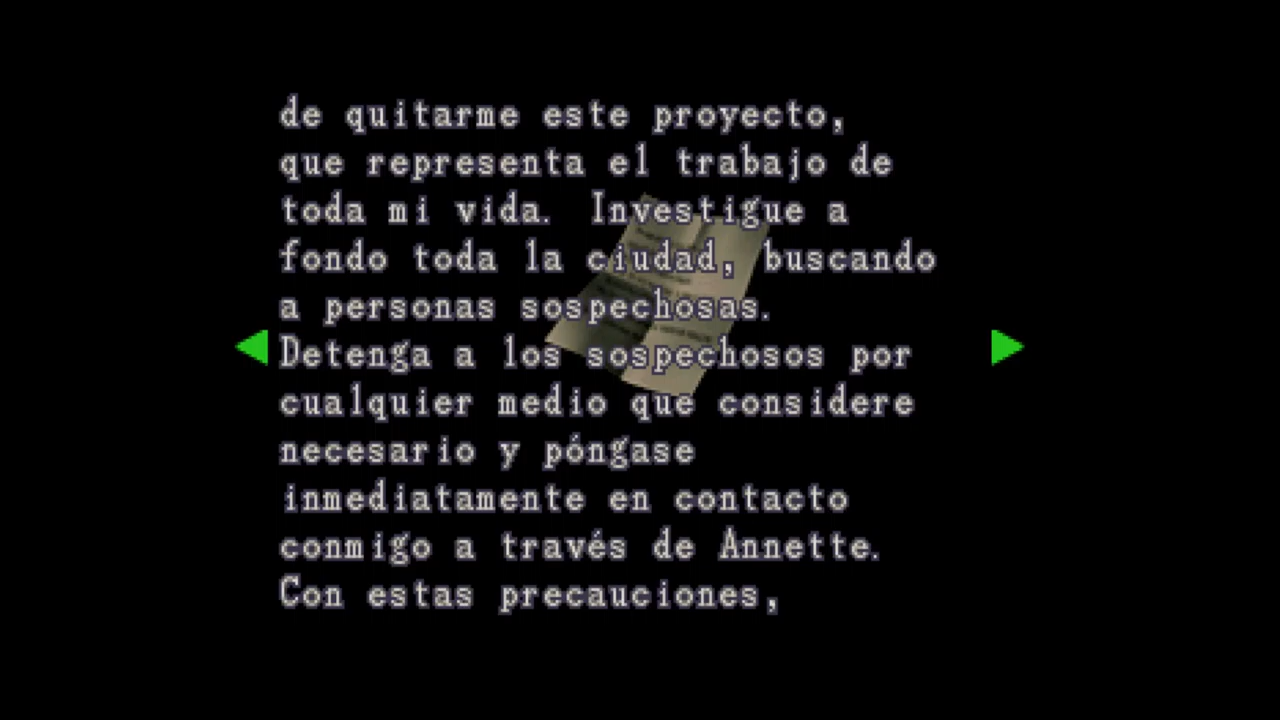 de quitarme este proyecto,
que representa el trabajo de
toda mi vida. Investigue a
fondo toda la ciudad, buscando
a personas sospechosas.
Detenga a los sospechosos por
cualquier medio que considere
necesario y póngase
inmediatamente en contacto
conmigo a través de Annette.
Con estas precauciones,